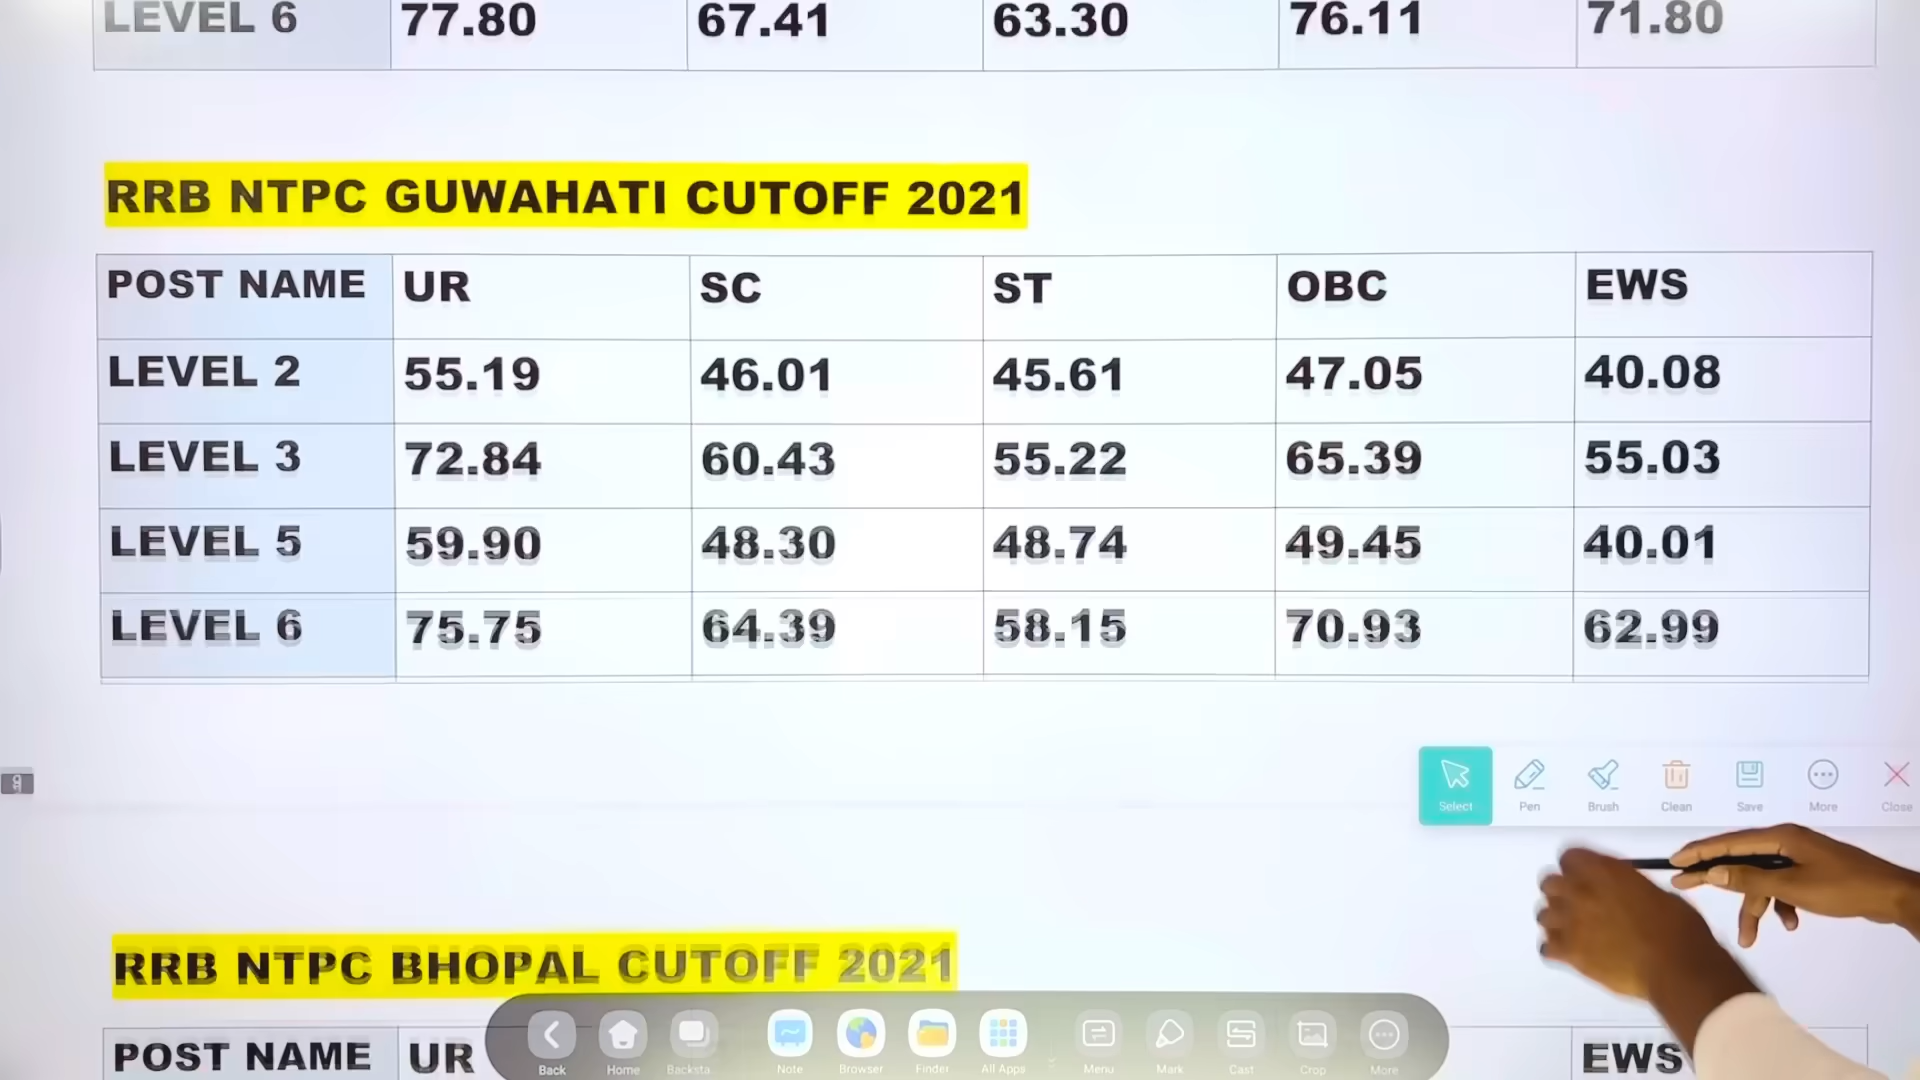 LEVEL 6 77.80 67.41 63.30 76.11 71.80
RRB NTPC GUWAHATI CUTOFF 2021
POST NAME UR SC ST OBC EWS
LEVEL 2 55.19 46.01 45.61 47.05 40.08
LEVEL 3 72.84 60.43 55.22 65.39 55.03
LEVEL 5 59.90 48.30 48.74 49.45 40.01
LEVEL 6 75.75 64.39 58.15 70.93 62.99
Select Pen Brush Clean Save More Close
RRB NTPC BHOPAL CUTOFF 2021
POST NAME UR EWS
Back Home Backsta Note Browser Finder All Apps Menu Mark Cast Crop More